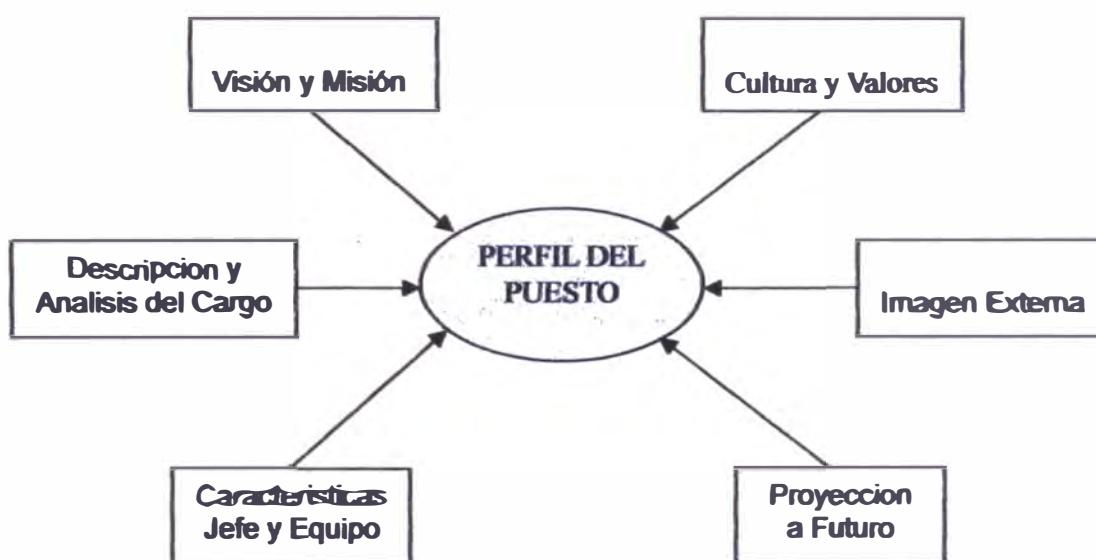 Visión y Misión
Cultura y Valores
PERFIL DEL
PUESTO
Descripcion y
Analisis del Cargo
Imagen Externa
Caracteristicas
Jefe y Equipo
Proyeccion
a Futuro